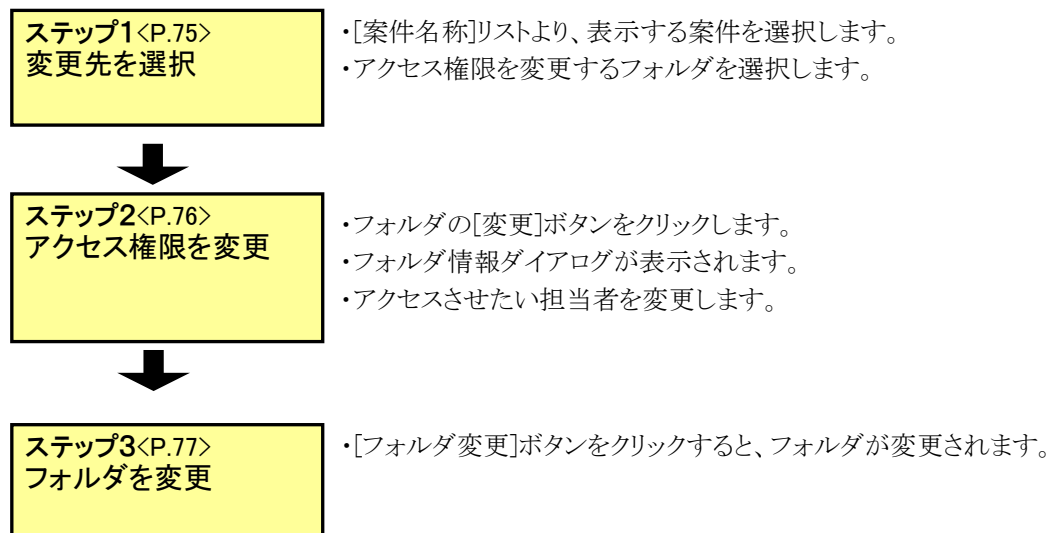 ステップ1<P.75>
変更先を選択
・[案件名称]リストより、表示する案件を選択します。
・アクセス権限を変更するフォルダを選択します。
ステップ2<P.76>
アクセス権限を変更
・フォルダの[変更]ボタンをクリックします。
・フォルダ情報ダイアログが表示されます。
・アクセスさせたい担当者を変更します。
ステップ3<P.77>
フォルダを変更
・[フォルダ変更]ボタンをクリックすると、フォルダが変更されます。